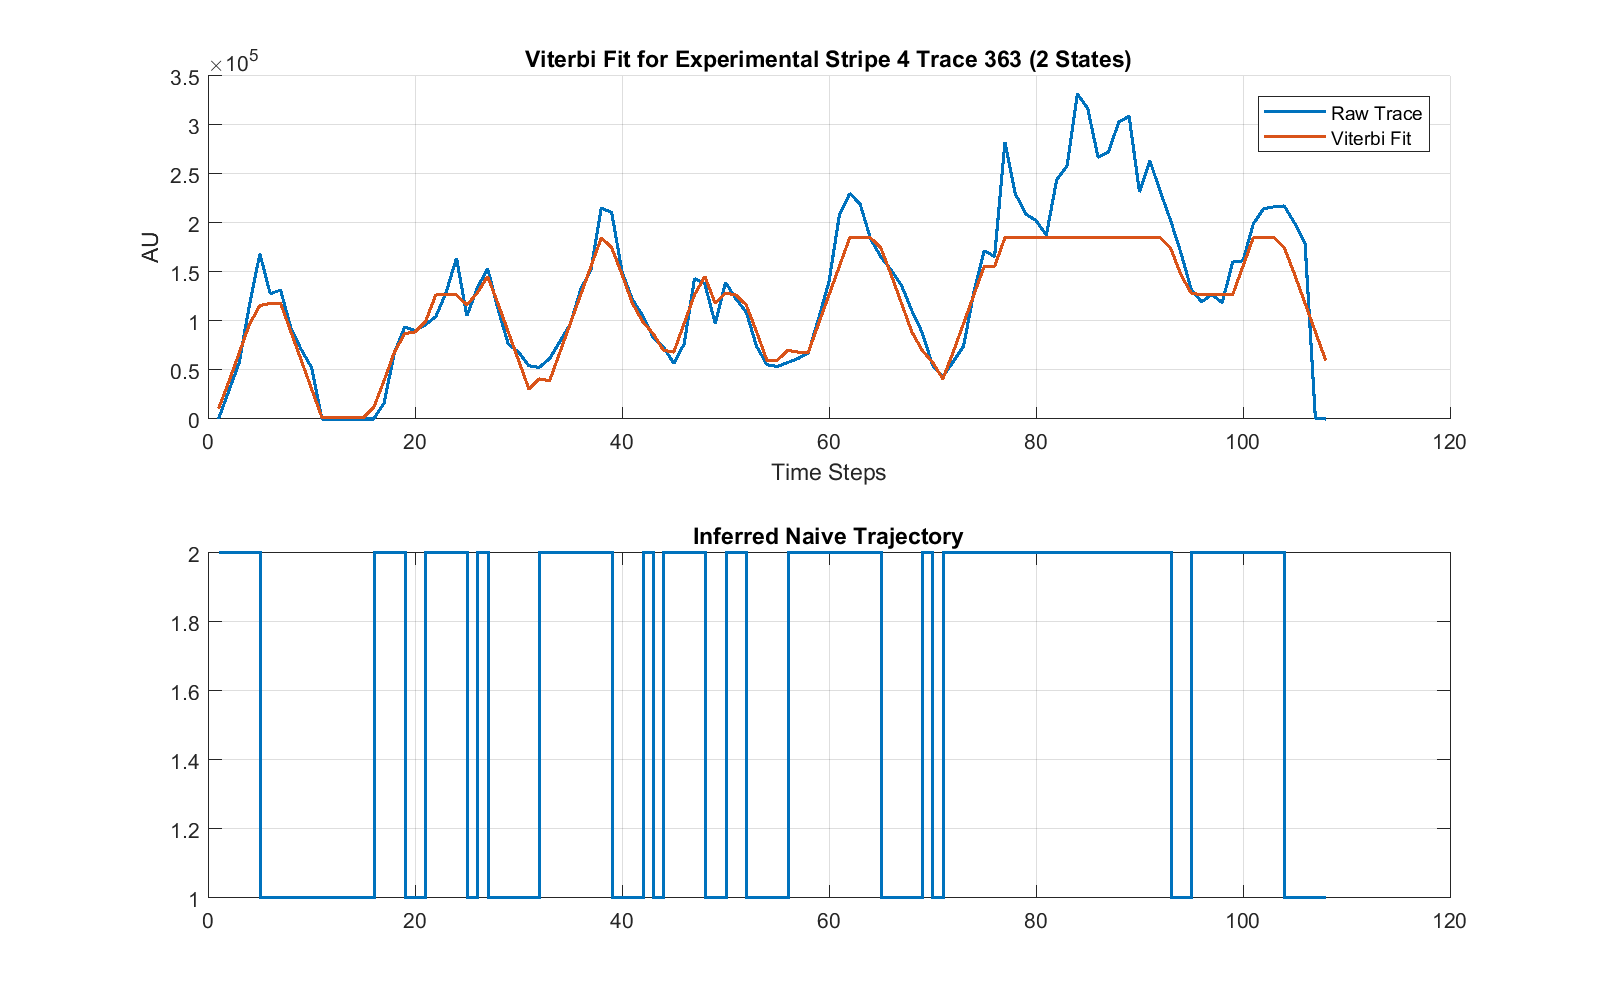 Viterbi Fit for Experimental Stripe 4 Trace 363 (2 States)
×10⁵
3.5
3
2.5
2
1.5
1
0.5
0
AU
Raw Trace
Viterbi Fit
0 20 40 60 80 100 120
Time Steps
Inferred Naive Trajectory
2
1.8
1.6
1.4
1.2
1
0 20 40 60 80 100 120